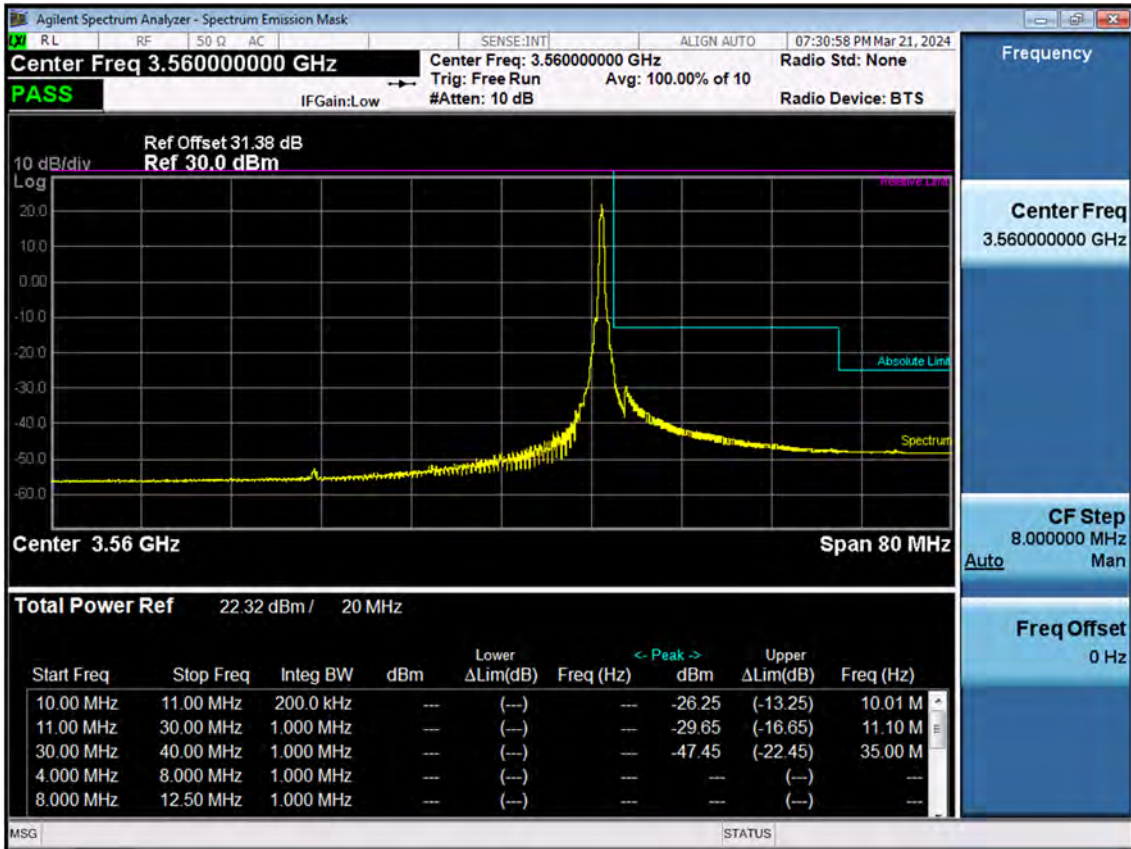 Agilent Spectrum Analyzer - Spectrum Emission Mask
LXI RL RF 50 Ω AC SENSE:INT ALIGN AUTO 07:30:58 PM Mar 21, 2024
Center Freq 3.560000000 GHz
Center Freq: 3.560000000 GHz
Radio Std: None
Trig: Free Run Avg: 100.00% of 10
PASS
IFGain:Low
#Atten: 10 dB
Radio Device: BTS
Ref Offset 31.38 dB
10 dB/div Ref 30.0 dBm
Log
Relative Limit
20.0
10.0
0.00
-10.0
-20.0
Absolute Limit
-30.0
-40.0
Spectrum
-50.0
-60.0
Center 3.56 GHz Span 80 MHz
Total Power Ref 22.32 dBm / 20 MHz
Lower <- Peak -> Upper
Start Freq Stop Freq Integ BW dBm ΔLim(dB) Freq (Hz) dBm ΔLim(dB) Freq (Hz)
10.00 MHz 11.00 MHz 200.0 kHz --- (---) --- -26.25 (-13.25) 10.01 M
11.00 MHz 30.00 MHz 1.000 MHz --- (---) --- -29.65 (-16.65) 11.10 M
30.00 MHz 40.00 MHz 1.000 MHz --- (---) --- -47.45 (-22.45) 35.00 M
4.000 MHz 8.000 MHz 1.000 MHz --- (---) --- --- (---) ---
8.000 MHz 12.50 MHz 1.000 MHz --- (---) --- --- (---) ---
MSG STATUS
Frequency
Center Freq
3.560000000 GHz
CF Step
8.000000 MHz
Auto Man
Freq Offset
0 Hz